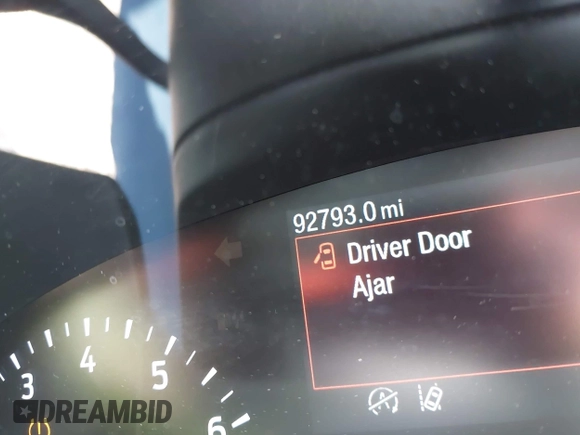 92793.0 mi
Driver Door
Ajar
3 4 5 6
DREAMBID